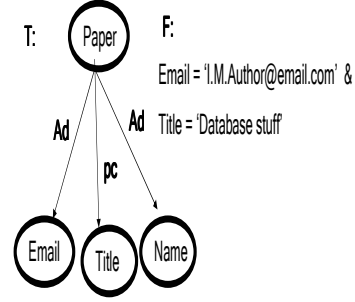 T:
Paper
F:
Email = 'I.M.Author@email.com' &
Title = 'Database stuff'
Ad
Ad
pc
Email
Title
Name